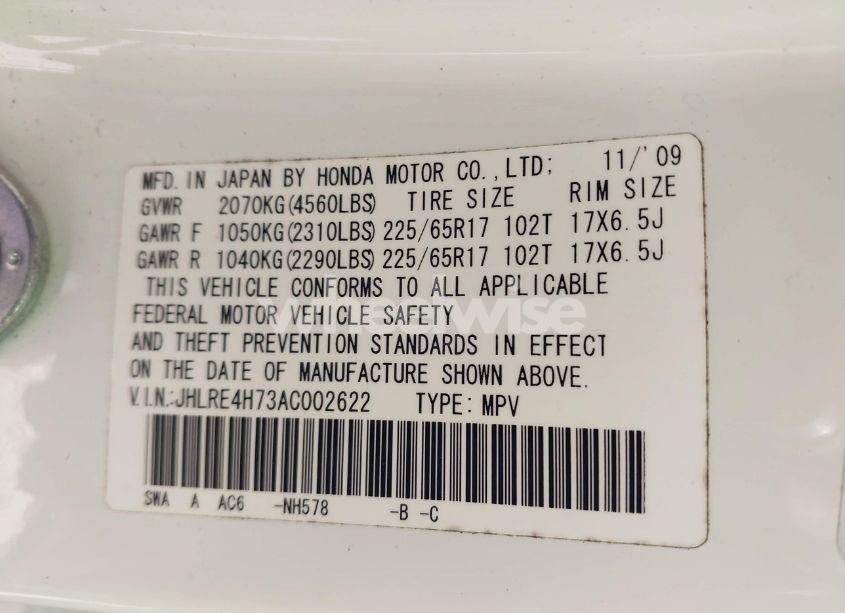 MFD. IN JAPAN BY HONDA MOTOR CO.,LTD; 11/'09
GVWR 2070KG(4560LBS) TIRE SIZE RIM SIZE
GAWR F 1050KG(2310LBS) 225/65R17 102T 17X6.5J
GAWR R 1040KG(2290LBS) 225/65R17 102T 17X6.5J
THIS VEHICLE CONFORMS TO ALL APPLICABLE
FEDERAL MOTOR VEHICLE SAFETY
wheelwise
AND THEFT PREVENTION STANDARDS IN EFFECT
ON THE DATE OF MANUFACTURE SHOWN ABOVE.
V.I.N.:JHLRE4H73AC002622 TYPE: MPV
SWA A AC6 -NH578 -B -C